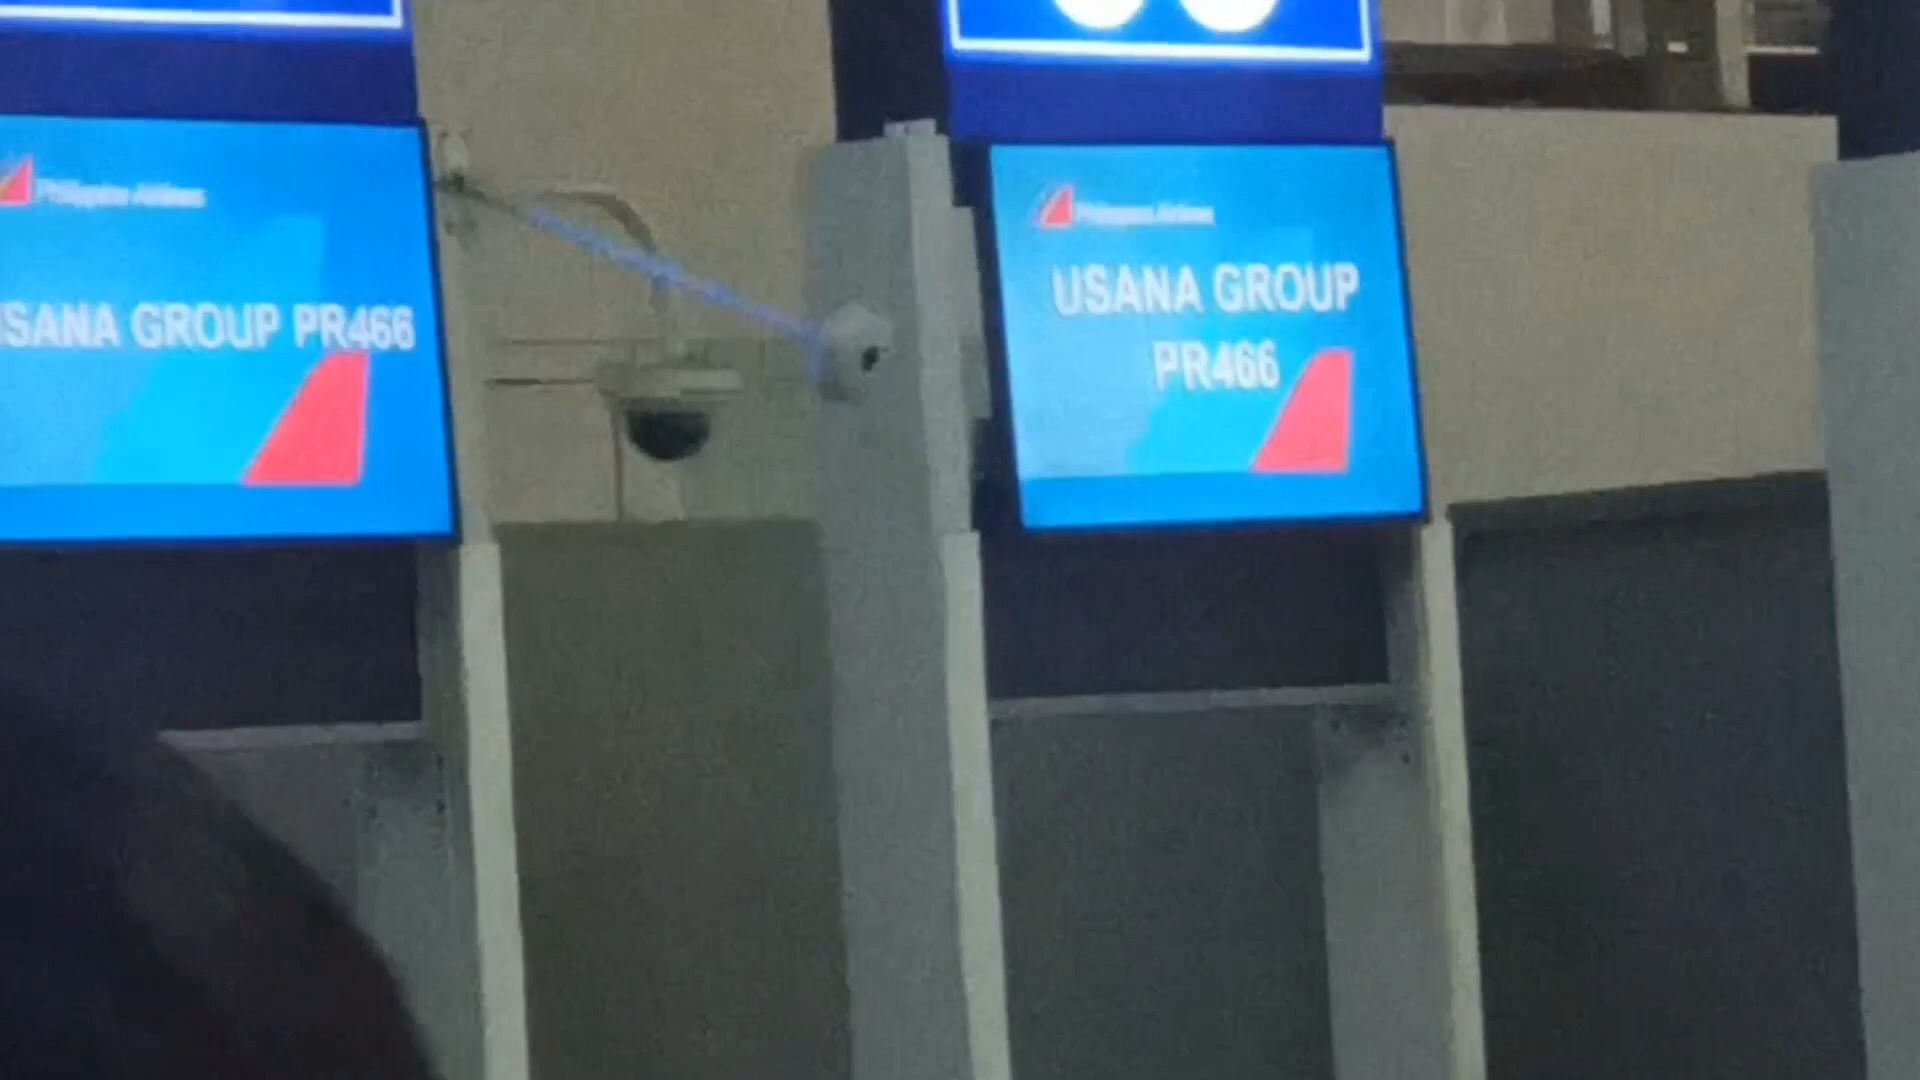 Philippine Airlines
USANA GROUP PR466
Philippine Airlines
USANA GROUP
PR466